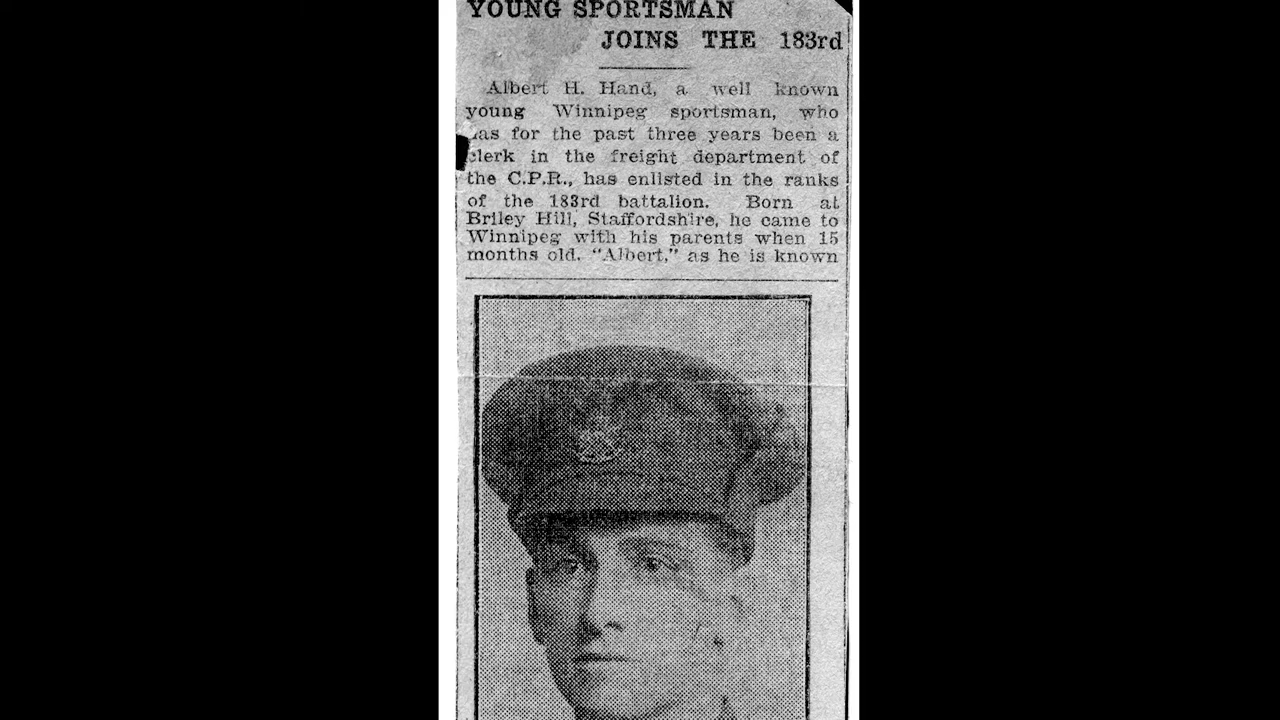 YOUNG SPORTSMAN
JOINS THE 183rd
Albert H. Hand, a well known
young Winnipeg sportsman, who
has for the past three years been a
clerk in the freight department of
the C.P.R., has enlisted in the ranks
of the 183rd battalion. Born at
Briley Hill, Staffordshire, he came to
Winnipeg with his parents when 15
months old. “Albert,” as he is known